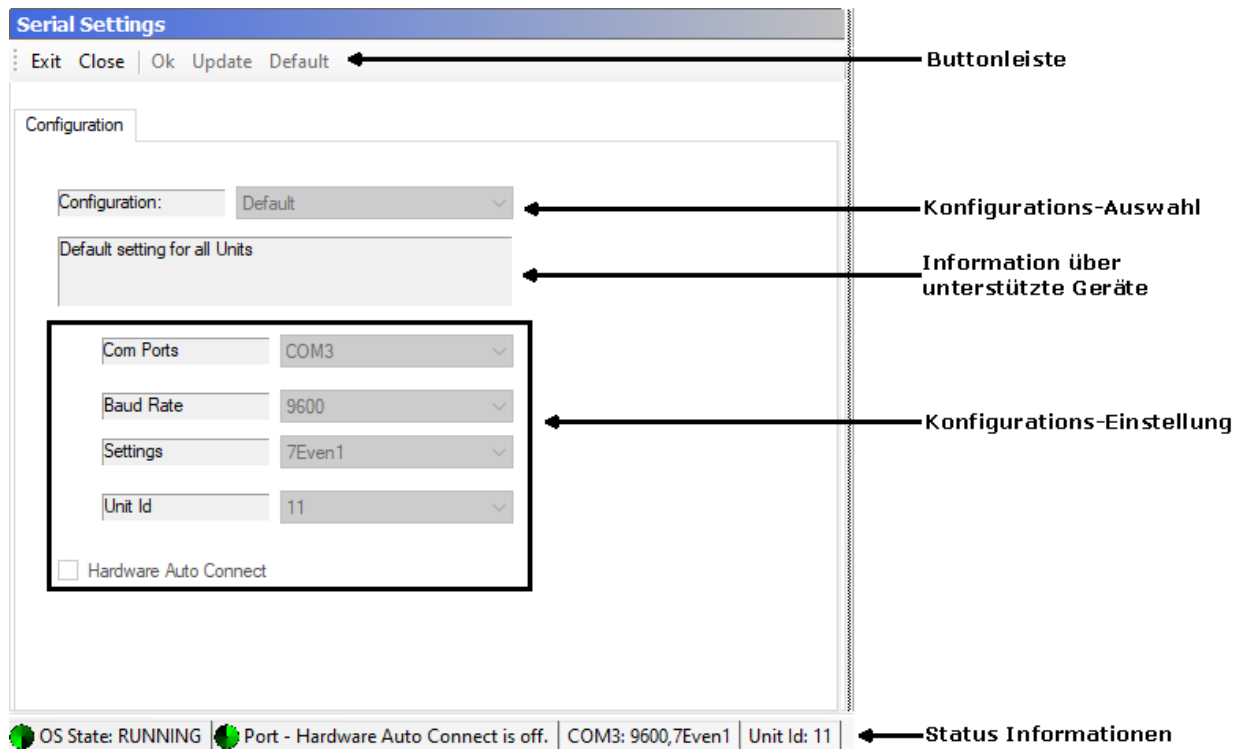 Serial Settings
Exit Close Ok Update Default
Buttonleiste
Configuration
Configuration: Default
Konfigurations-Auswahl
Default setting for all Units
Information über
unterstützte Geräte
Com Ports COM3
Baud Rate 9600
Konfigurations-Einstellung
Settings 7Even1
Unit Id 11
Hardware Auto Connect
OS State: RUNNING Port - Hardware Auto Connect is off. COM3: 9600,7Even1 Unit Id: 11
Status Informationen